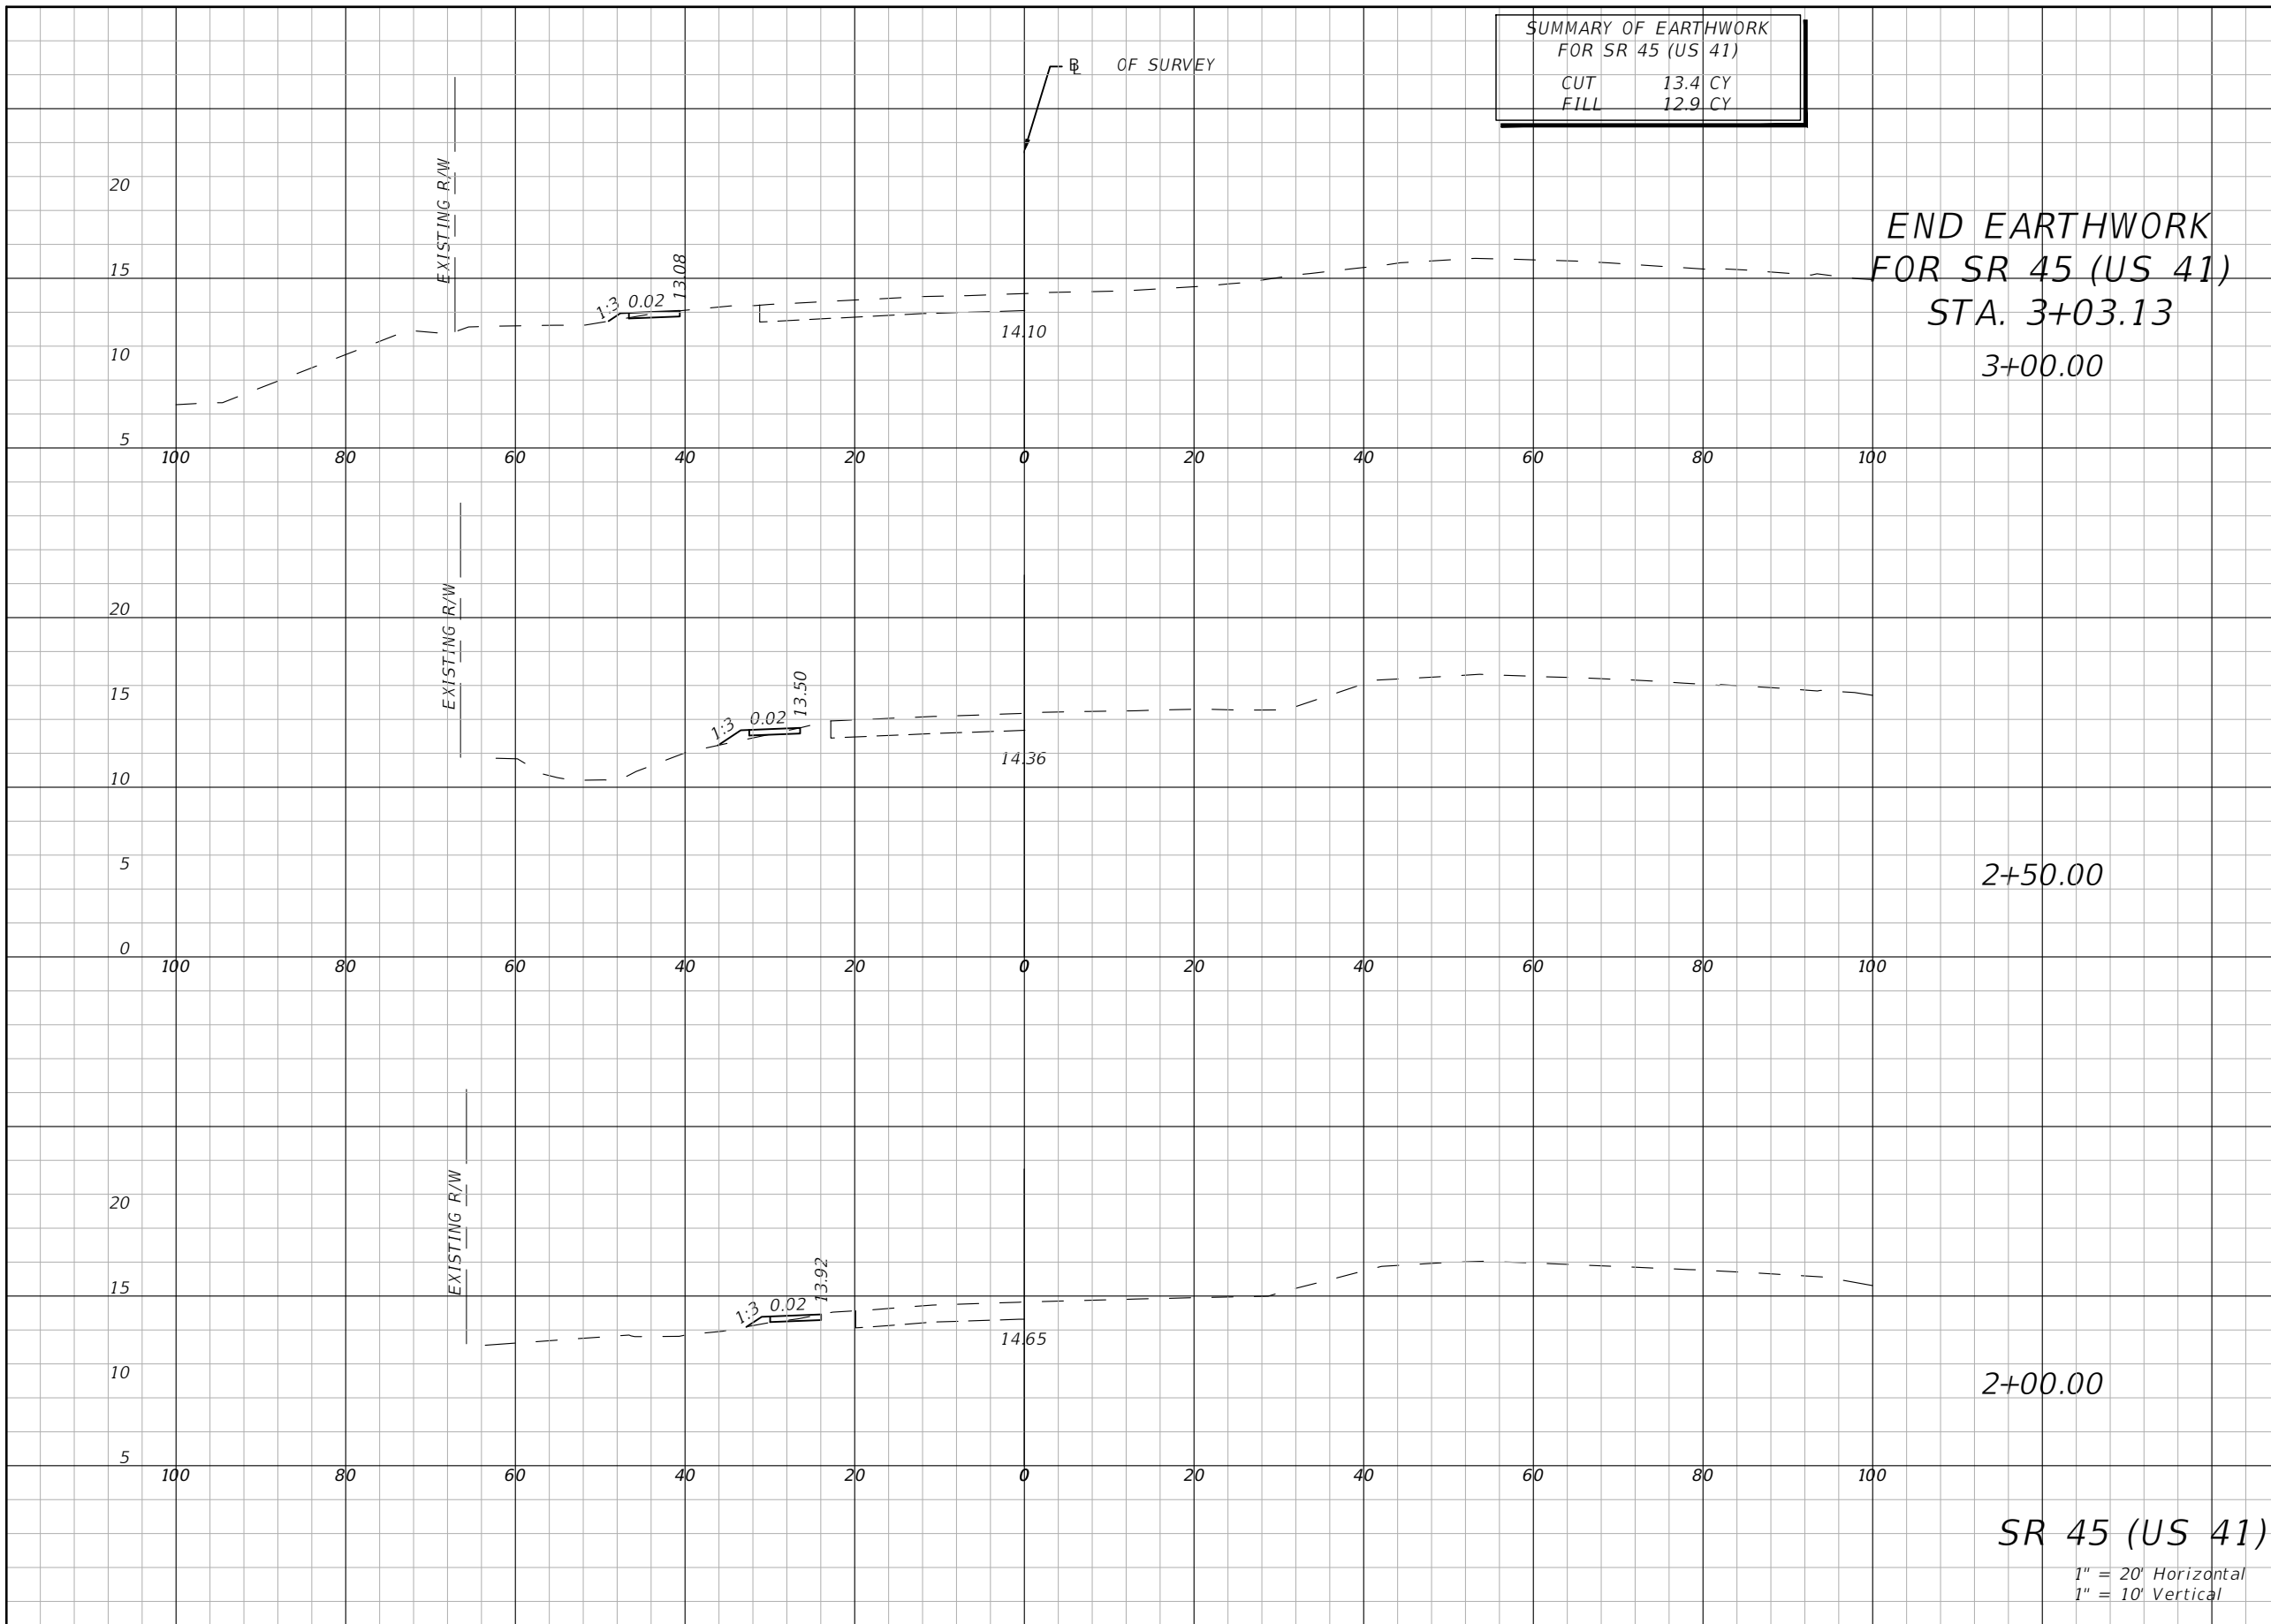 SUMMARY OF EARTHWORK
FOR SR 45 (US 41)
CUT 13.4 CY
FILL 12.9 CY
BL OF SURVEY
END EARTHWORK
FOR SR 45 (US 41)
STA. 3+03.13
3+00.00
EXISTING R/W
20
15
10
5
1:3 0.02 13.08
14.10
100 80 60 40 20 0 20 40 60 80 100
EXISTING R/W
20
15
10
5
0
1:3 0.02 13.50
14.36
2+50.00
100 80 60 40 20 0 20 40 60 80 100
EXISTING R/W
20
15
10
5
1:3 0.02 13.92
14.65
2+00.00
100 80 60 40 20 0 20 40 60 80 100
SR 45 (US 41)
1" = 20' Horizontal
1" = 10' Vertical